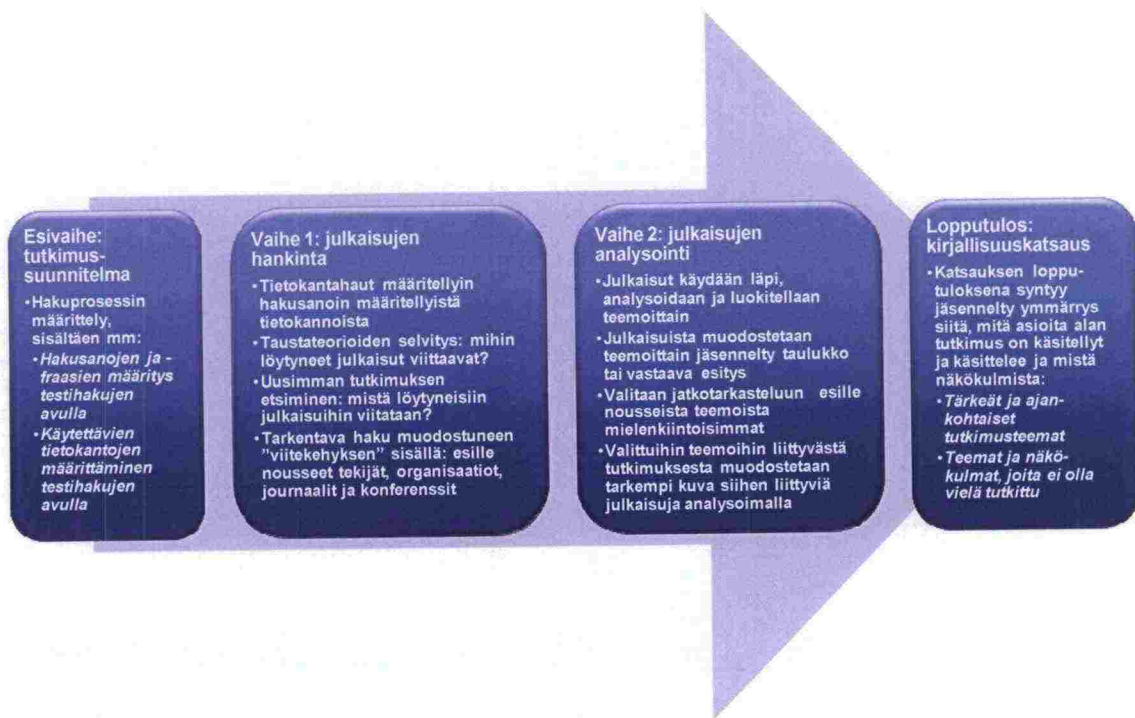 Esivaihe:
tutkimus-
suunnitelma
•Hakuprosessin
määrittely,
sisältäen mm:
•Hakusanojen ja -
fraasien määritys
testihakujen
avulla
•Käytettävien
tietokantojen
määrittäminen
testihakujen
avulla
Vaihe 1: julkaisujen
hankinta
•Tietokantahaut määritellyin
hakusanoin määritellyistä
tietokannoista
•Taustateorioiden selvitys: mihin
löytyneet julkaisut viittaavat?
•Uusimman tutkimuksen
etsiminen: mistä löytyneisiin
julkaisuihin viitataan?
•Tarkentava haku muodostuneen
”viitekehyksen” sisällä: esille
nousseet tekijät, organisaatiot,
journaalit ja konferenssit
Vaihe 2: julkaisujen
analysointi
•Julkaisut käydään läpi,
analysoidaan ja luokitellaan
teemoittain
•Julkaisuista muodostetaan
teemoittain jäsennelty taulukko
tai vastaava esitys
•Valitaan jatkotarkasteluun esille
nousseista teemoista
mielenkiintoisimmat
•Valittuihin teemoihin liittyvästä
tutkimuksesta muodostetaan
tarkempi kuva siihen liittyviä
julkaisuja analysoimalla
Lopputulos:
kirjallisuuskatsaus
•Katsauksen loppu-
tuloksena syntyy
jäsennelty ymmärrys
siitä, mitä asioita alan
tutkimus on käsitellyt
ja käsittelee ja mistä
näkökulmista:
•Tärkeät ja ajan-
kohtaiset
tutkimusteemat
•Teemat ja näkö-
kulmat, joita ei olla
vielä tutkittu